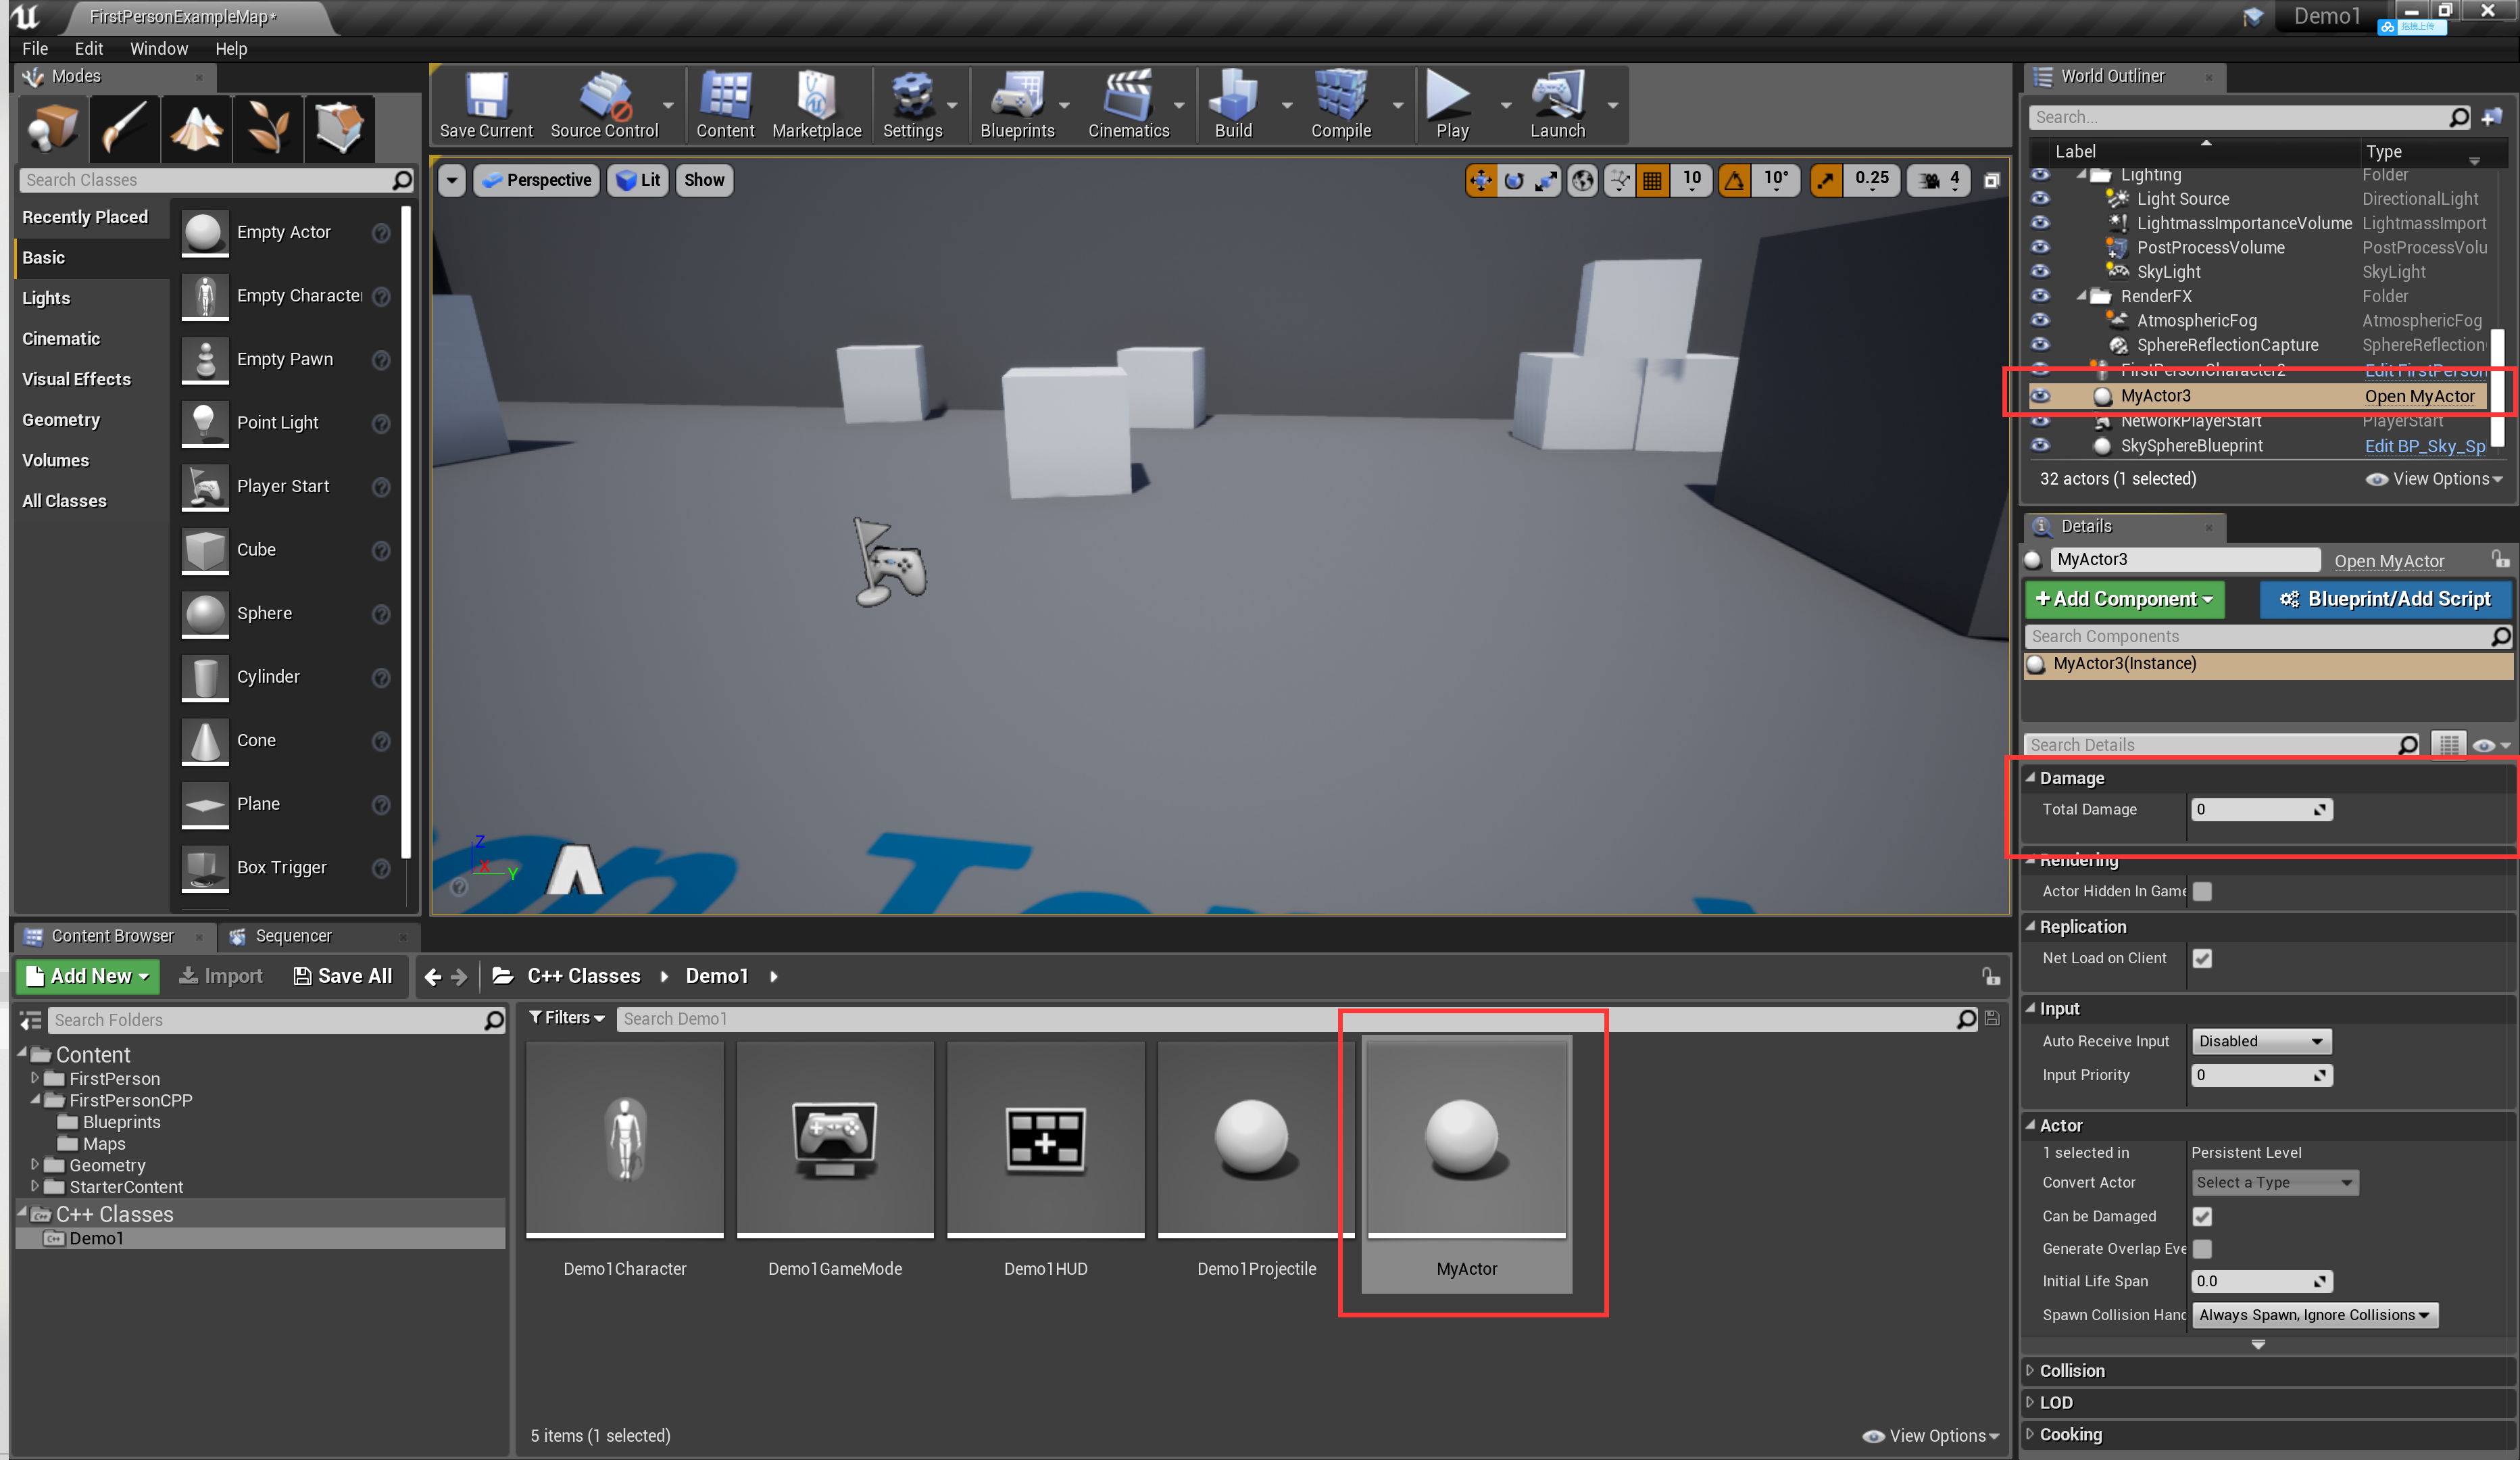 FirstPersonExampleMap*
Demo1
拖拽上传
File Edit Window Help
Modes
Save Current
Source Control
Content
Marketplace
Settings
Blueprints
Cinematics
Build
Compile
Play
Launch
Search Classes
Recently Placed
Basic
Lights
Cinematic
Visual Effects
Geometry
Volumes
All Classes
Empty Actor
Empty Character
Empty Pawn
Point Light
Player Start
Cube
Sphere
Cylinder
Cone
Plane
Box Trigger
Perspective Lit Show
10 10° 0.25 4
Z
X
Y
World Outliner
Search...
Label Type
Lighting Folder
Light Source DirectionalLight
LightmassImportanceVolume LightmassImport
PostProcessVolume PostProcessVolu
SkyLight SkyLight
RenderFX Folder
AtmosphericFog AtmosphericFog
SphereReflectionCapture SphereReflection
FirstPersonCharacter2 Edit FirstPerson
MyActor3 Open MyActor
NetworkPlayerStart PlayerStart
SkySphereBlueprint Edit BP_Sky_Sp
32 actors (1 selected) View Options
Details
MyActor3 Open MyActor
+Add Component Blueprint/Add Script
Search Components
MyActor3(Instance)
Search Details
Damage
Total Damage 0
Rendering
Actor Hidden In Game
Replication
Net Load on Client
Input
Auto Receive Input Disabled
Input Priority 0
Actor
1 selected in Persistent Level
Convert Actor Select a Type
Can be Damaged
Generate Overlap Eve
Initial Life Span 0.0
Spawn Collision Hand Always Spawn, Ignore Collisions
Collision
LOD
Cooking
Content Browser
Sequencer
Add New Import Save All C++ Classes Demo1
Search Folders
Filters Search Demo1
Content
FirstPerson
FirstPersonCPP
Blueprints
Maps
Geometry
StarterContent
C++ Classes
Demo1
Demo1Character
Demo1GameMode
Demo1HUD
Demo1Projectile
MyActor
5 items (1 selected) View Options